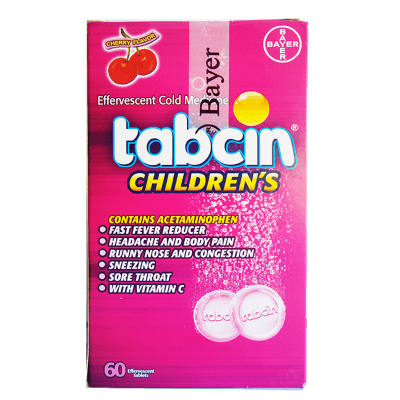 CHERRY FLAVOR
BAYER
BAYER
Bayer
Effervescent Cold
tabcin®
CHILDREN'S
CONTAINS ACETAMINOPHEN
• FAST FEVER REDUCER
• HEADACHE AND BODY PAIN
• RUNNY NOSE AND CONGESTION
• SNEEZING
• SORE THROAT
• WITH VITAMIN C
tabcin
tabcin
60 Effervescent
Tablets